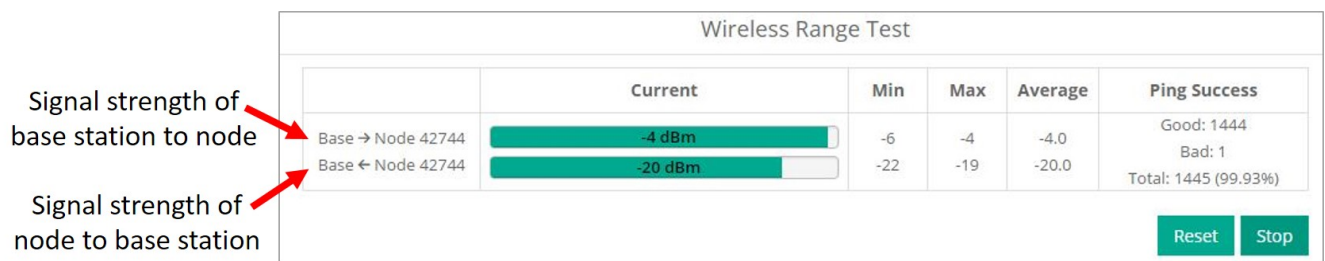 Wireless Range Test
Signal strength of
base station to node
Signal strength of
node to base station
Current Min Max Average Ping Success
Base → Node 42744 -4 dBm -6 -4 -4.0
Base ← Node 42744 -20 dBm -22 -19 -20.0
Good: 1444
Bad: 1
Total: 1445 (99.93%)
Reset Stop